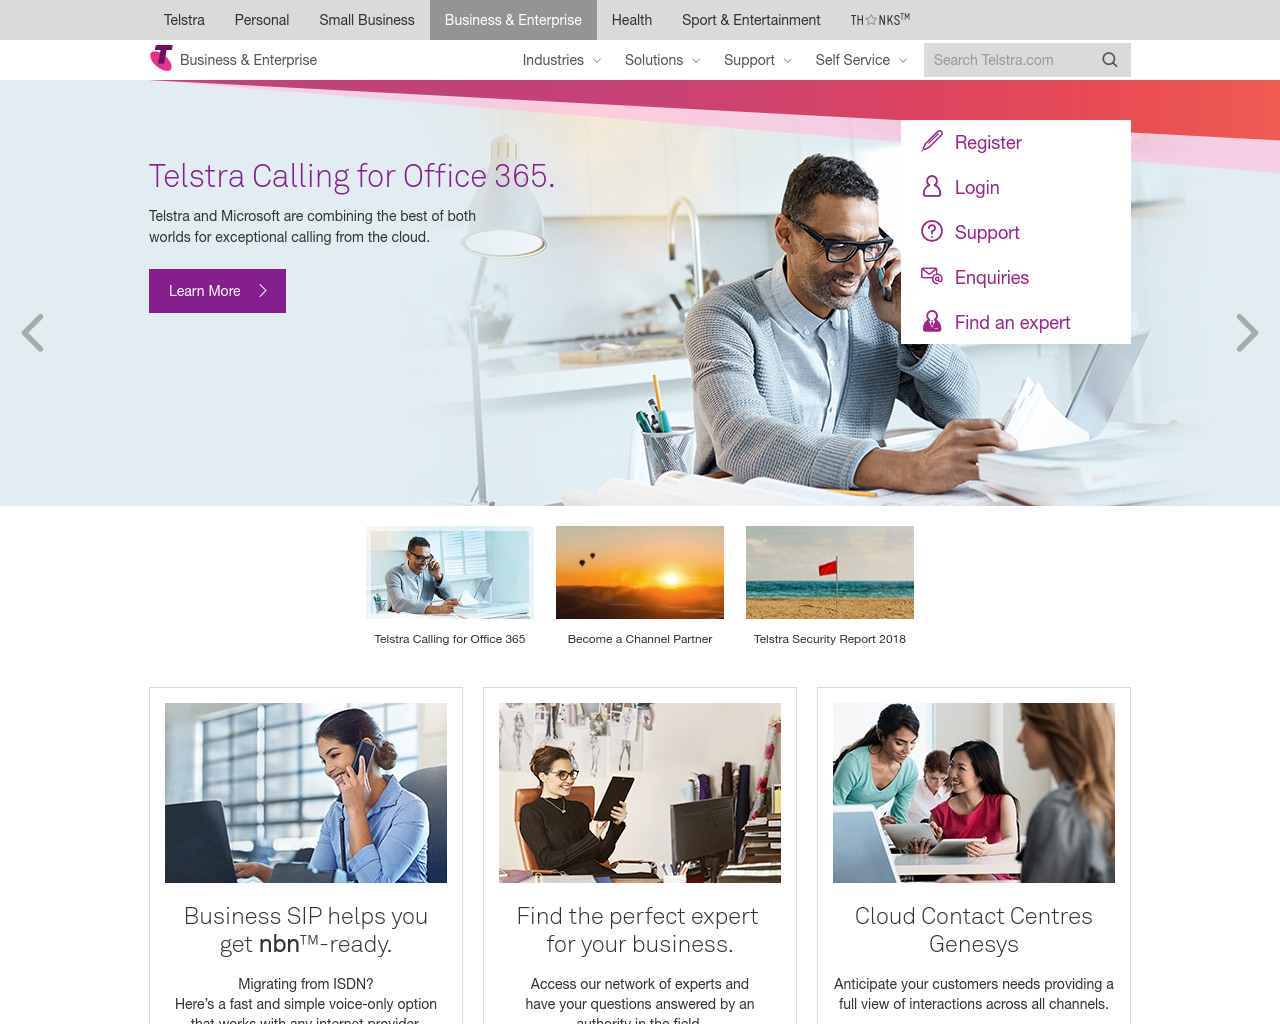 Telstra
Personal
Small Business
Business & Enterprise
Health
Sport & Entertainment
TH☆NKS™
Business & Enterprise
Industries
Solutions
Support
Self Service
Search Telstra.com
Register
Login
Support
Enquiries
Find an expert
Telstra Calling for Office 365.
Telstra and Microsoft are combining the best of both
worlds for exceptional calling from the cloud.
Learn More
Telstra Calling for Office 365
Become a Channel Partner
Telstra Security Report 2018
Business SIP helps you
get nbn™-ready.
Migrating from ISDN?
Here's a fast and simple voice-only option
that works with any internet provider.
Find the perfect expert
for your business.
Access our network of experts and
have your questions answered by an
authority in the field.
Cloud Contact Centres
Genesys
Anticipate your customers needs providing a
full view of interactions across all channels.